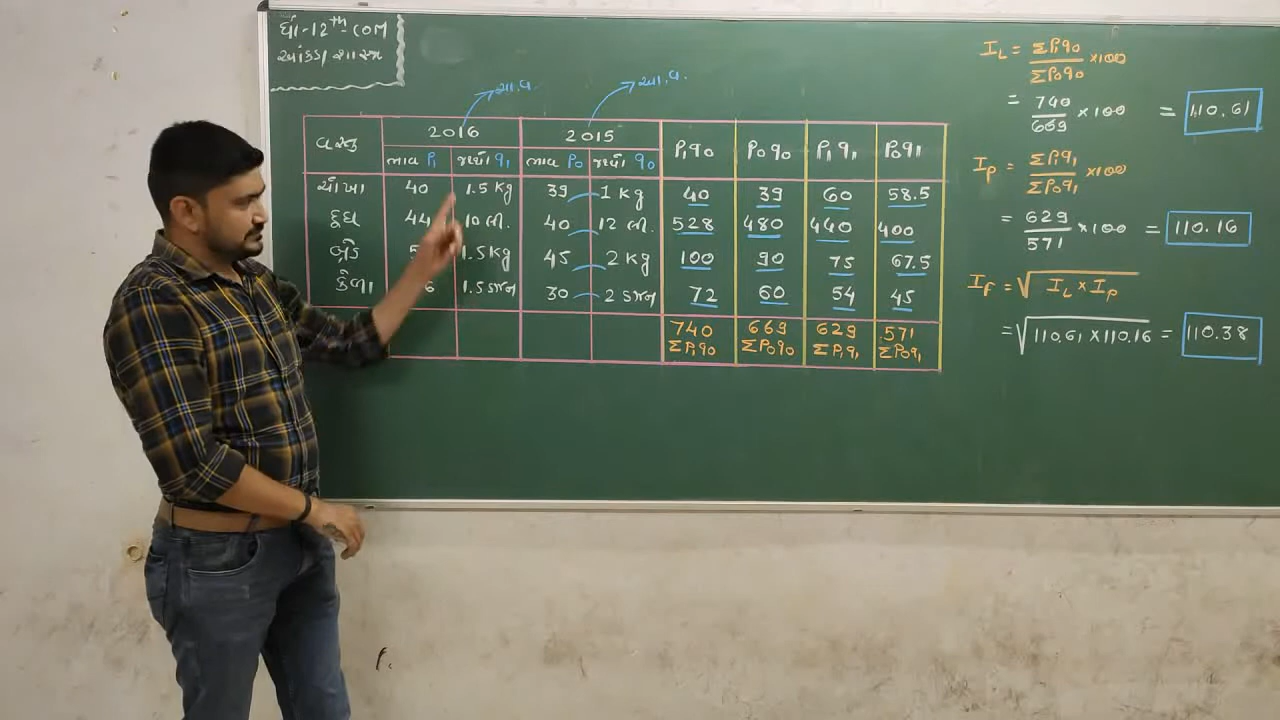 ધો-12th-COM
આંકડાશાસ્ત્ર
ચા.વ. આ.વ.
વસ્તુ 2016 2015 P₁q₀ P₀q₀ P₁q₁ P₀q₁
ભાવ P₁ જથ્થો q₁ ભાવ P₀ જથ્થો q₀
ચોખા 40 1.5 Kg 39 1 Kg 40 39 60 58.5
દૂધ 44 10 લી. 40 12 લી. 528 480 440 400
બ્રેડ 5 1.5 Kg 45 2 Kg 100 90 75 67.5
કેળા 6 1.5 ડઝન 30 2 ડઝન 72 60 54 45
740 669 629 571
ΣP₁q₀ ΣP₀q₀ ΣP₁q₁ ΣP₀q₁
I_L = ΣP₁q₀ / ΣP₀q₀ ×100
= 740 / 669 ×100 = 110.61
I_P = ΣP₁q₁ / ΣP₀q₁ ×100
= 629 / 571 ×100 = 110.16
I_F = √ I_L × I_P
= √ 110.61 × 110.16 = 110.38